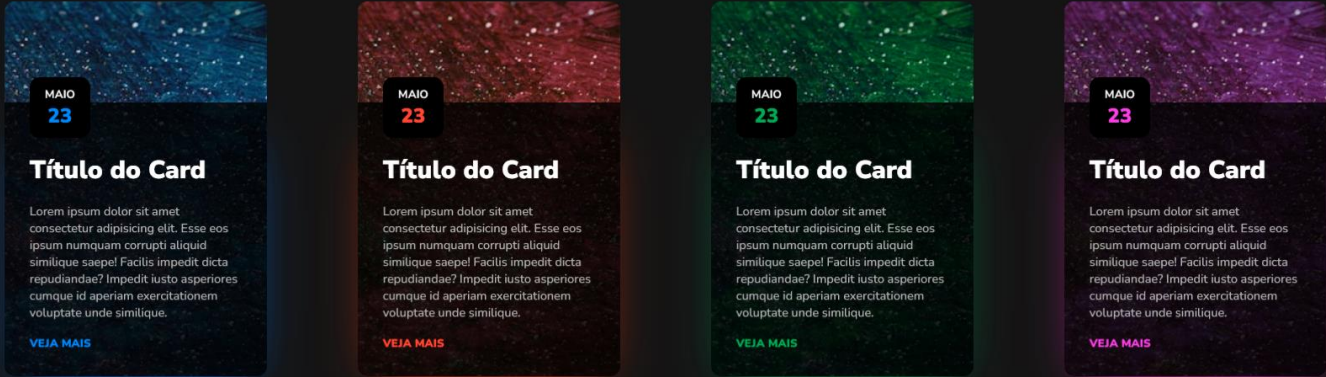 MAIO
23
Título do Card
Lorem ipsum dolor sit amet
consectetur adipisicing elit. Esse eos
ipsum numquam corrupti aliquid
similique saepe! Facilis impedit dicta
repudiandae? Impedit iusto asperiores
cumque id aperiam exercitationem
voluptate unde similique.
VEJA MAIS
MAIO
23
Título do Card
Lorem ipsum dolor sit amet
consectetur adipisicing elit. Esse eos
ipsum numquam corrupti aliquid
similique saepe! Facilis impedit dicta
repudiandae? Impedit iusto asperiores
cumque id aperiam exercitationem
voluptate unde similique.
VEJA MAIS
MAIO
23
Título do Card
Lorem ipsum dolor sit amet
consectetur adipisicing elit. Esse eos
ipsum numquam corrupti aliquid
similique saepe! Facilis impedit dicta
repudiandae? Impedit iusto asperiores
cumque id aperiam exercitationem
voluptate unde similique.
VEJA MAIS
MAIO
23
Título do Card
Lorem ipsum dolor sit amet
consectetur adipisicing elit. Esse eos
ipsum numquam corrupti aliquid
similique saepe! Facilis impedit dicta
repudiandae? Impedit iusto asperiores
cumque id aperiam exercitationem
voluptate unde similique.
VEJA MAIS